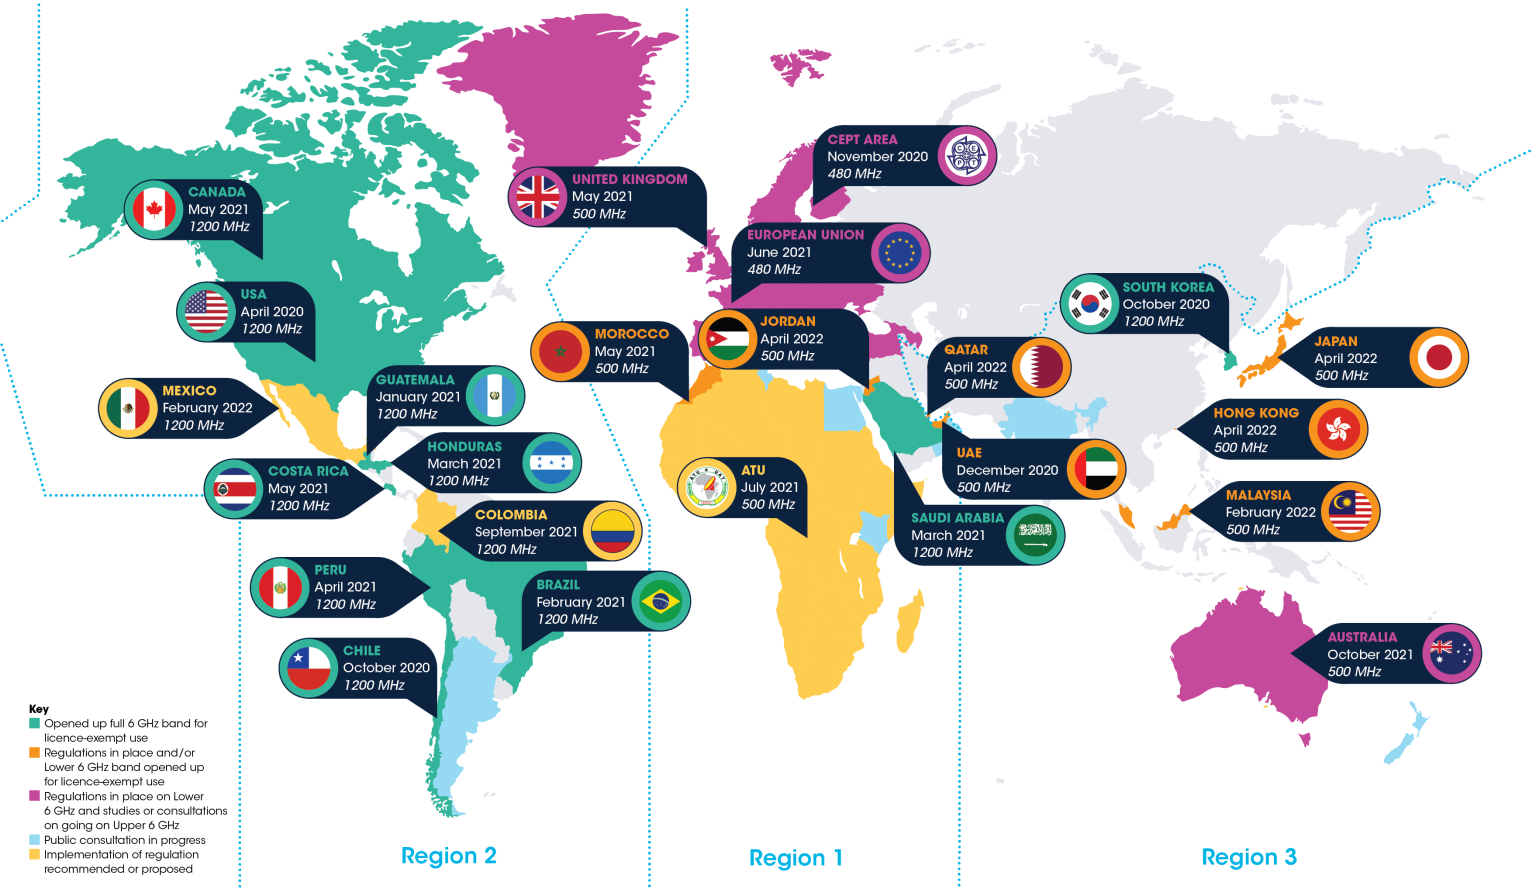 CEPT AREA
November 2020
480 MHz
C E
P T
UNITED KINGDOM
May 2021
500 MHz
CANADA
May 2021
1200 MHz
EUROPEAN UNION
June 2021
480 MHz
USA
April 2020
1200 MHz
SOUTH KOREA
October 2020
1200 MHz
JORDAN
April 2022
500 MHz
MOROCCO
May 2021
500 MHz
QATAR
April 2022
500 MHz
JAPAN
April 2022
500 MHz
GUATEMALA
January 2021
1200 MHz
MEXICO
February 2022
1200 MHz
HONG KONG
April 2022
500 MHz
HONDURAS
March 2021
1200 MHz
UAE
December 2020
500 MHz
COSTA RICA
May 2021
1200 MHz
ATU
July 2021
500 MHz
MALAYSIA
February 2022
500 MHz
COLOMBIA
September 2021
1200 MHz
SAUDI ARABIA
March 2021
1200 MHz
PERU
April 2021
1200 MHz
BRAZIL
February 2021
1200 MHz
AUSTRALIA
October 2021
500 MHz
CHILE
October 2020
1200 MHz
Key
Opened up full 6 GHz band for
licence-exempt use
Regulations in place and/or
Lower 6 GHz band opened up
for licence-exempt use
Regulations in place on Lower
6 GHz and studies or consultations
on going on Upper 6 GHz
Public consultation in progress
Implementation of regulation
recommended or proposed
Region 2
Region 1
Region 3